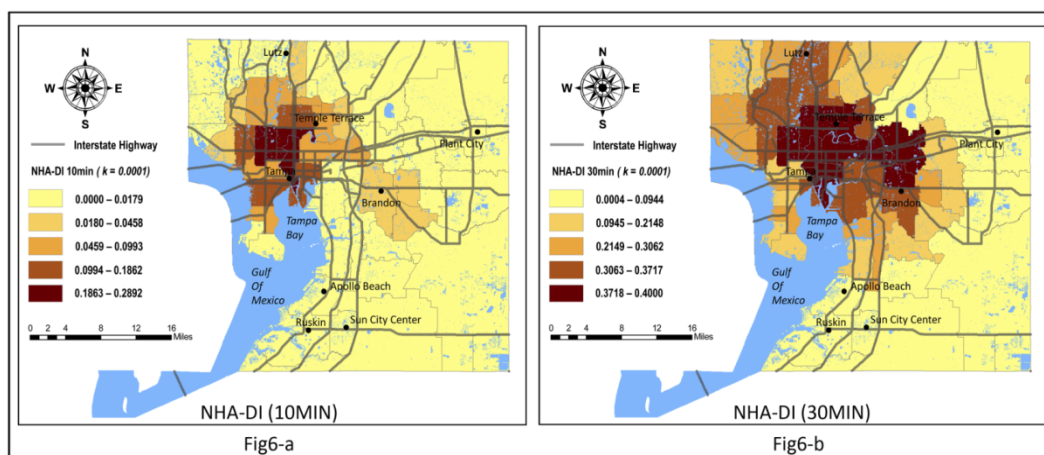 N
W E
S
Interstate Highway
NHA-DI 10min ( k = 0.0001)
0.0000 – 0.0179
0.0180 – 0.0458
0.0459 – 0.0993
0.0994 – 0.1862
0.1863 – 0.2892
0 2 4 8 12 16
Miles
Lutz
Temple Terrace
Plant City
Tampa
Brandon
Tampa
Bay
Gulf
Of
Mexico
Apollo Beach
Ruskin
Sun City Center
NHA-DI (10MIN)
Fig6-a
N
W E
S
Interstate Highway
NHA-DI 30min ( k = 0.0001)
0.0004 – 0.0944
0.0945 – 0.2148
0.2149 – 0.3062
0.3063 – 0.3717
0.3718 – 0.4000
0 2 4 8 12 16
Miles
Lutz
Temple Terrace
Plant City
Tampa
Brandon
Tampa
Bay
Gulf
Of
Mexico
Apollo Beach
Ruskin
Sun City Center
NHA-DI (30MIN)
Fig6-b